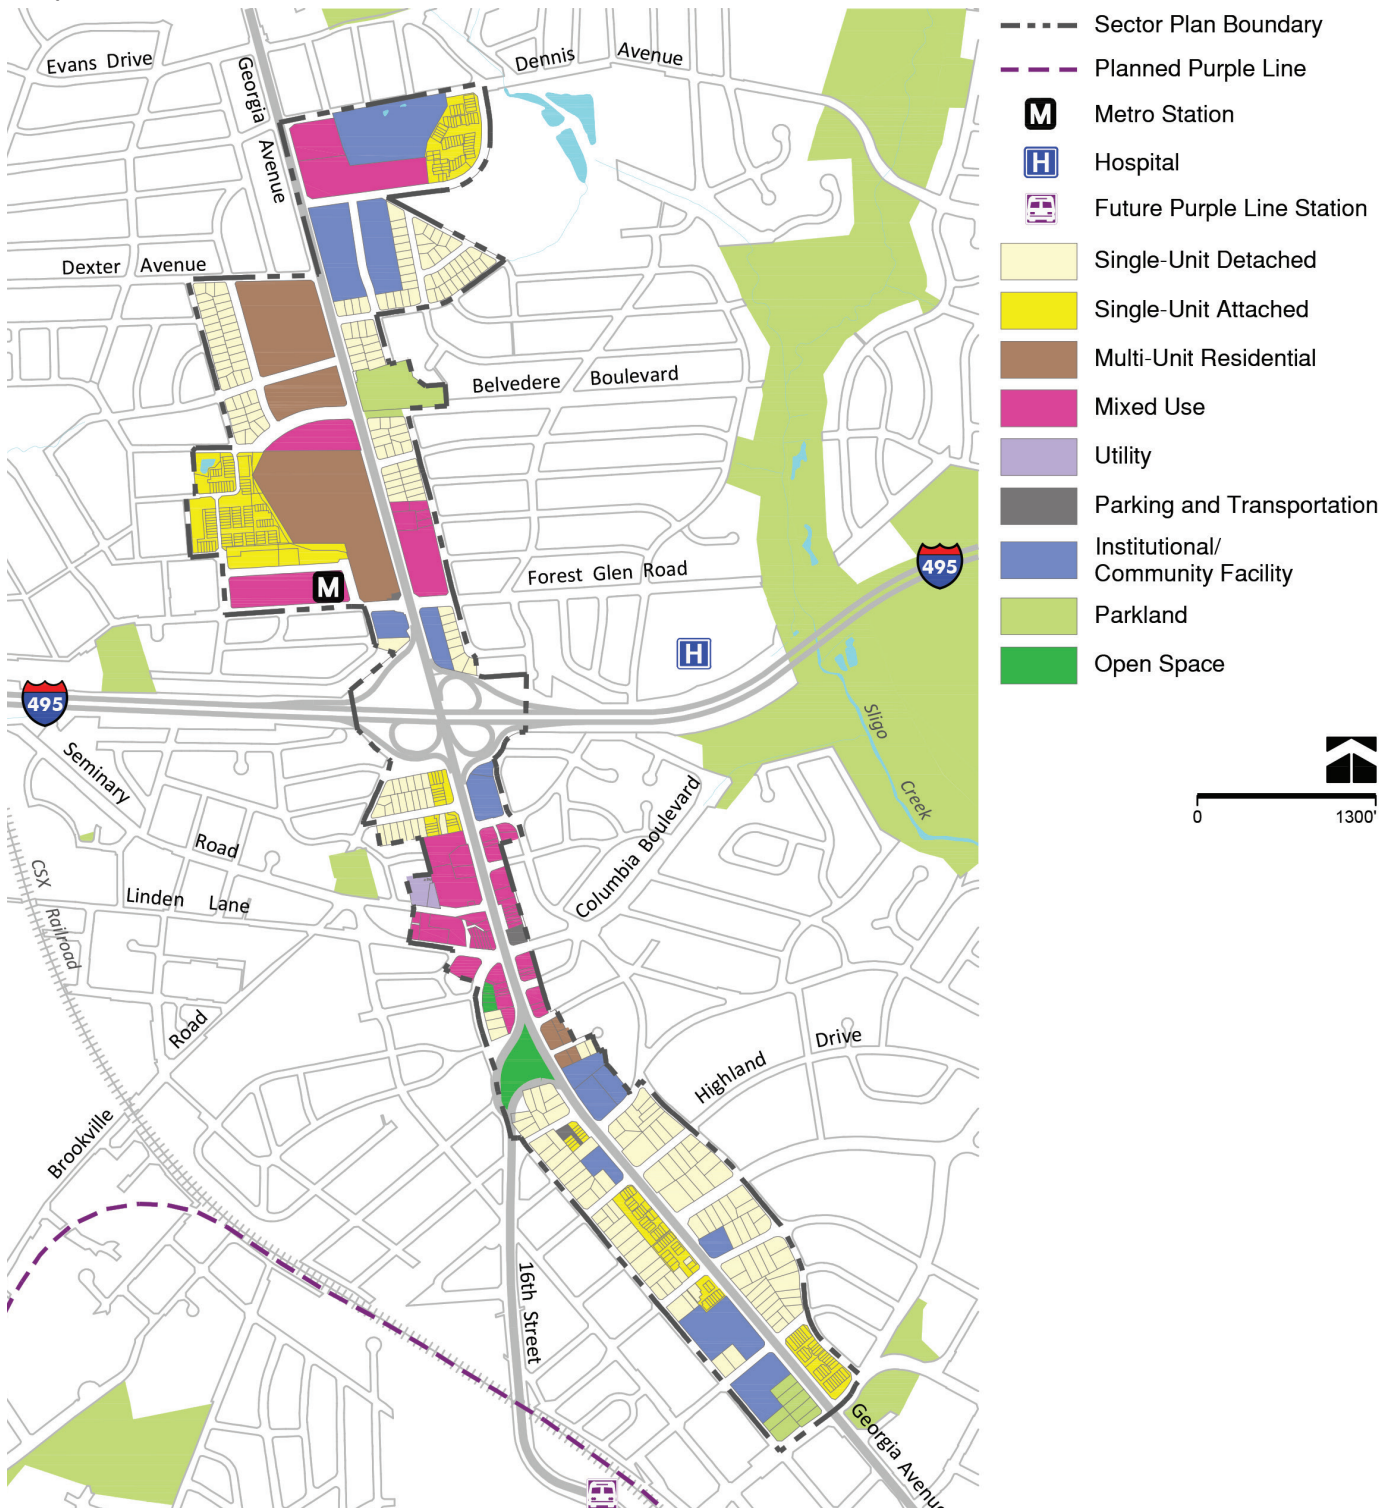 Evans Drive
Georgia
Avenue
Dennis Avenue
Dexter Avenue
Belvedere Boulevard
Forest Glen Road
M
H
495
495
Sligo
Creek
Seminary
Road
Linden Lane
CSX
Railroad
Columbia Boulevard
Road
Brookville
Highland
Drive
16th Street
Georgia Avenue
Sector Plan Boundary
Planned Purple Line
M
Metro Station
H
Hospital
Future Purple Line Station
Single-Unit Detached
Single-Unit Attached
Multi-Unit Residential
Mixed Use
Utility
Parking and Transportation
Institutional/
Community Facility
Parkland
Open Space
0
1300'